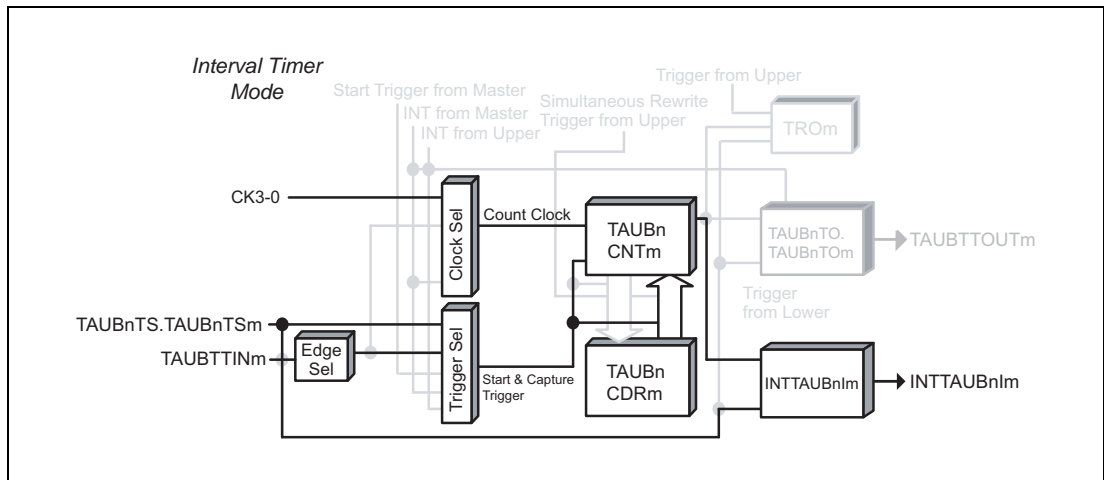 Interval Timer
Mode
Trigger from Upper
Start Trigger from Master
INT from Master
INT from Upper
Simultaneous Rewrite
Trigger from Upper
TROm
CK3-0
Clock Sel
Count Clock
TAUBn
CNTm
TAUBnTO.
TAUBnTOm
TAUBTTOUTm
Trigger
from Lower
TAUBnTS.TAUBnTSm
TAUBTTINm
Edge
Sel
Trigger Sel
Start & Capture
Trigger
TAUBn
CDRm
INTTAUBnIm
INTTAUBnIm